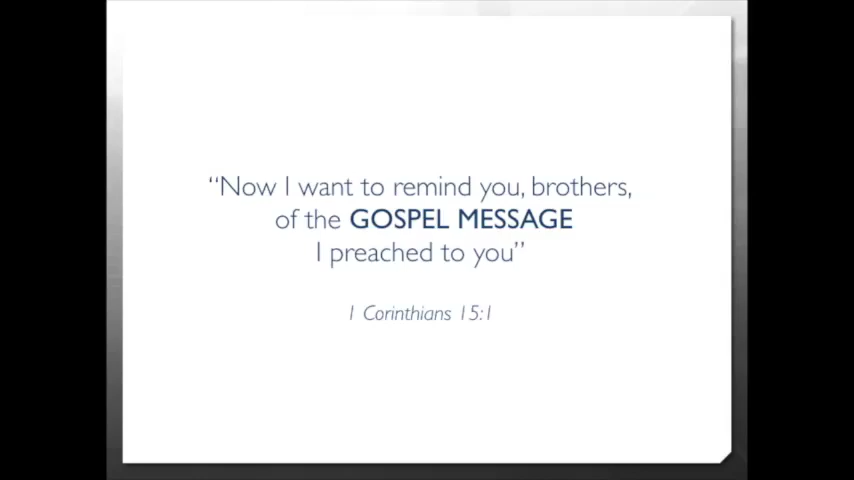 “Now I want to remind you, brothers,
of the GOSPEL MESSAGE
I preached to you”
1 Corinthians 15:1